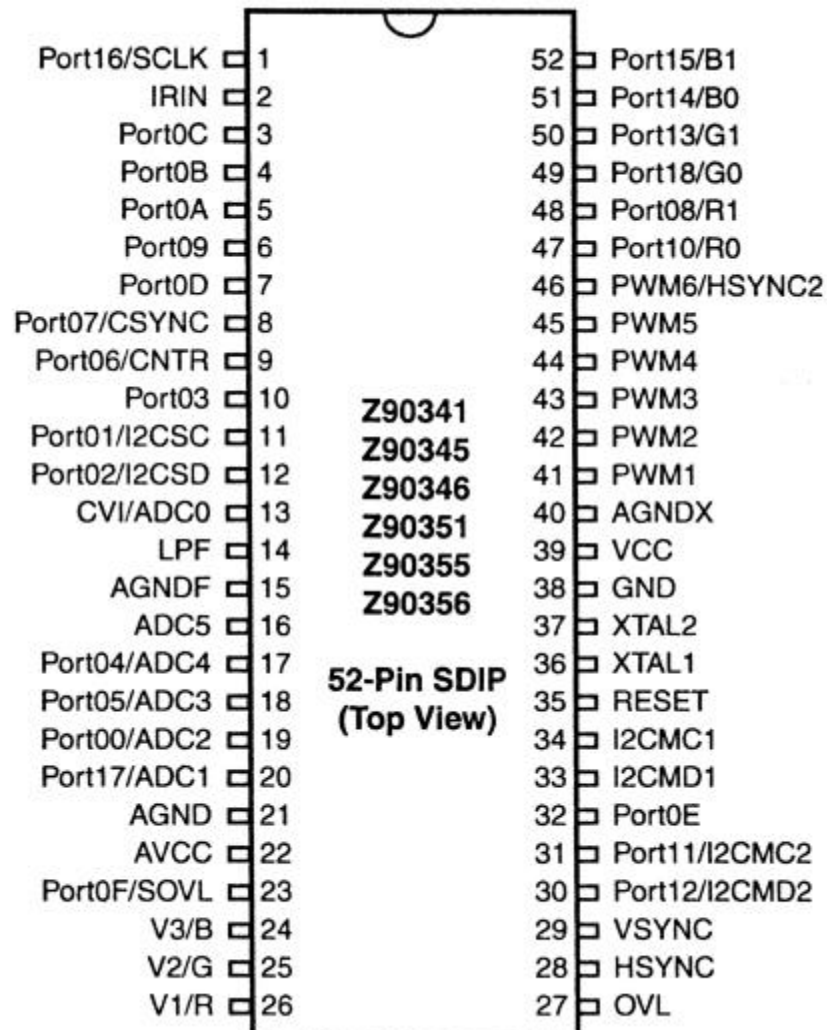 Port16/SCLK 1 52 Port15/B1
IRIN 2 51 Port14/B0
Port0C 3 50 Port13/G1
Port0B 4 49 Port18/G0
Port0A 5 48 Port08/R1
Port09 6 47 Port10/R0
Port0D 7 46 PWM6/HSYNC2
Port07/CSYNC 8 45 PWM5
Port06/CNTR 9 44 PWM4
Port03 10 43 PWM3
Z90341
Port01/I2CSC 11 42 PWM2
Z90345
Port02/I2CSD 12 41 PWM1
Z90346
CVI/ADC0 13 40 AGNDX
Z90351
LPF 14 39 VCC
Z90355
AGNDF 15 38 GND
Z90356
ADC5 16 37 XTAL2
Port04/ADC4 17 36 XTAL1
52-Pin SDIP
Port05/ADC3 18 35 RESET
(Top View)
Port00/ADC2 19 34 I2CMC1
Port17/ADC1 20 33 I2CMD1
AGND 21 32 Port0E
AVCC 22 31 Port11/I2CMC2
Port0F/SOVL 23 30 Port12/I2CMD2
V3/B 24 29 VSYNC
V2/G 25 28 HSYNC
V1/R 26 27 OVL